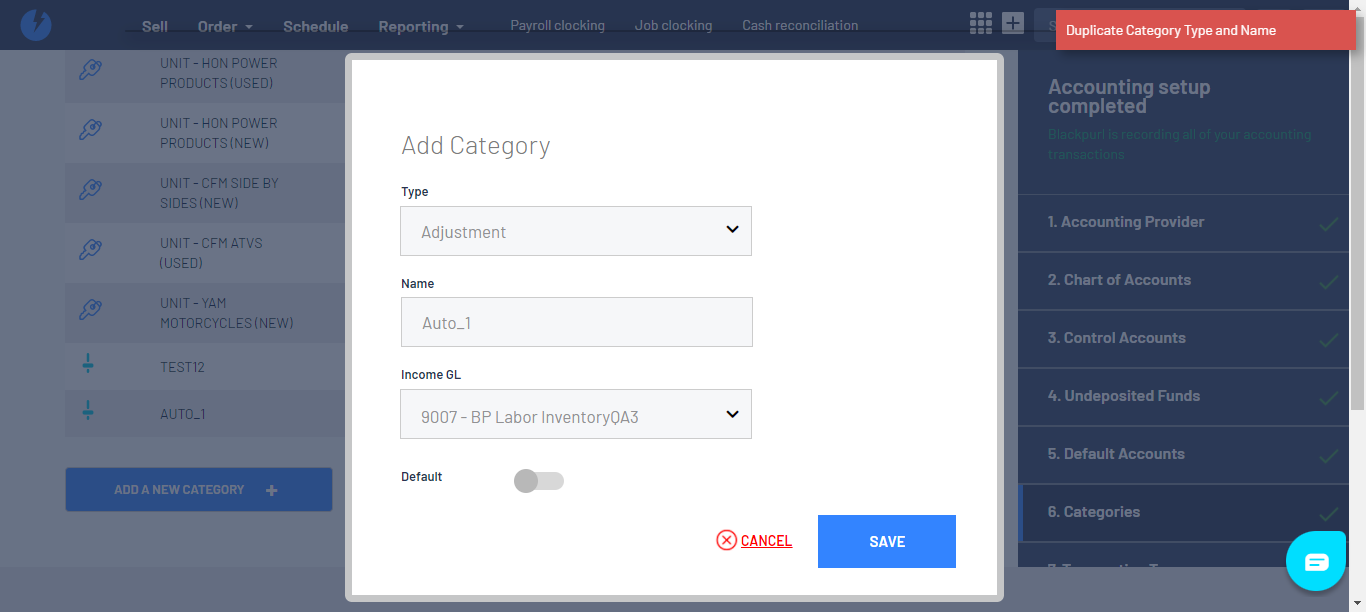 Sell Order Schedule Reporting Payroll clocking Job clocking Cash reconciliation
Duplicate Category Type and Name
UNIT - HON POWER
PRODUCTS (USED)
UNIT - HON POWER
PRODUCTS (NEW)
UNIT - CFM SIDE BY
SIDES (NEW)
UNIT - CFM ATVS
(USED)
UNIT - YAM
MOTORCYCLES (NEW)
TEST12
AUTO_1
ADD A NEW CATEGORY
Add Category
Type
Adjustment
Name
Auto_1
Income GL
9007 - BP Labor InventoryQA3
Default
CANCEL
SAVE
Accounting setup
completed
Blackpurl is recording all of your accounting
transactions
1. Accounting Provider
2. Chart of Accounts
3. Control Accounts
4. Undeposited Funds
5. Default Accounts
6. Categories